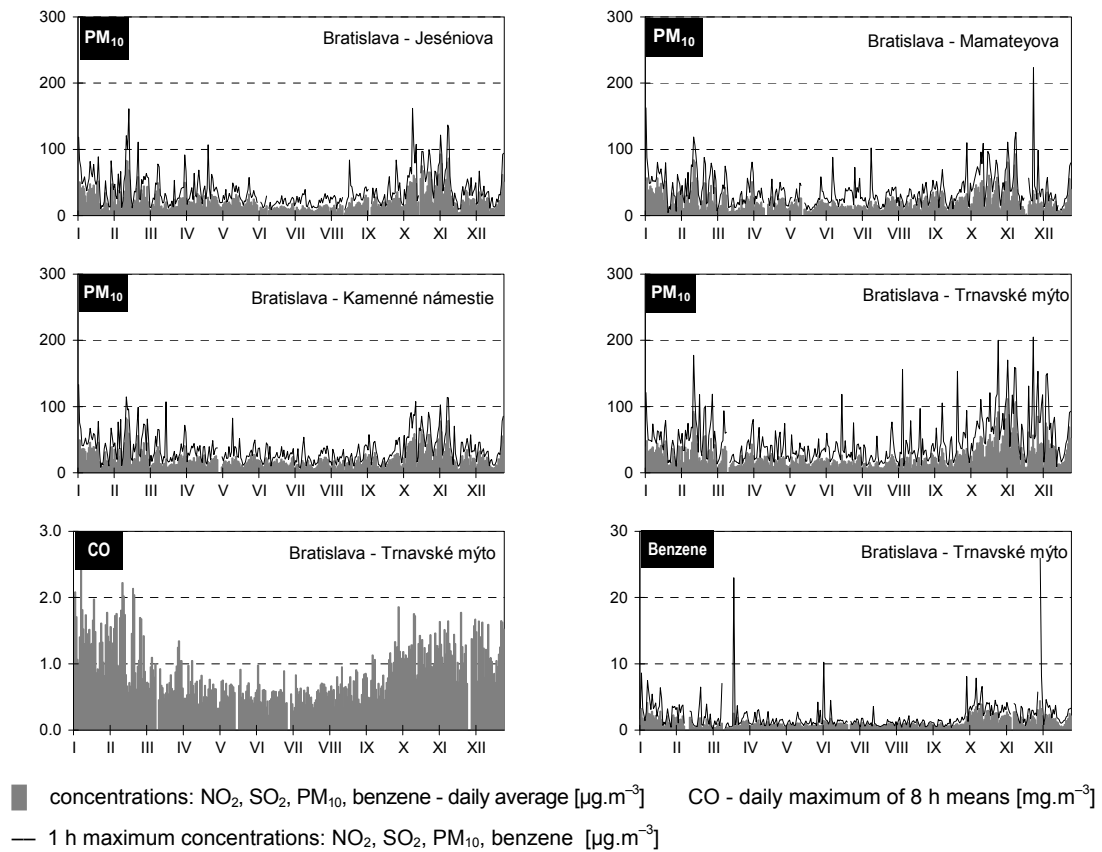 PM₁₀ Bratislava - Jeséniova
300
200
100
0
I II III IV V VI VII VIII IX X XI XII
PM₁₀ Bratislava - Mamateyova
300
200
100
0
I II III IV V VI VII VIII IX X XI XII
PM₁₀ Bratislava - Kamenné námestie
300
200
100
0
I II III IV V VI VII VIII IX X XI XII
PM₁₀ Bratislava - Trnavské mýto
300
200
100
0
I II III IV V VI VII VIII IX X XI XII
CO Bratislava - Trnavské mýto
3.0
2.0
1.0
0.0
I II III IV V VI VII VIII IX X XI XII
Benzene Bratislava - Trnavské mýto
30
20
10
0
I II III IV V VI VII VIII IX X XI XII
concentrations: NO₂, SO₂, PM₁₀, benzene - daily average [µg.m⁻³] CO - daily maximum of 8 h means [mg.m⁻³]
1 h maximum concentrations: NO₂, SO₂, PM₁₀, benzene [µg.m⁻³]